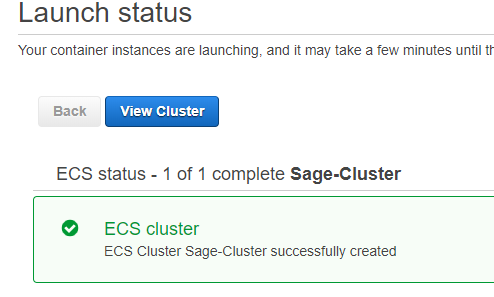 Launch status
Your container instances are launching, and it may take a few minutes until
Back
View Cluster
ECS status - 1 of 1 complete Sage-Cluster
ECS cluster
ECS Cluster Sage-Cluster successfully created